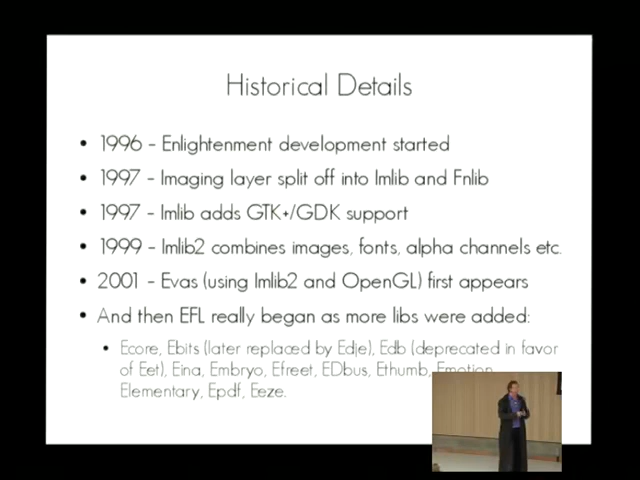 Historical Details
• 1996 - Enlightenment development started
• 1997 - Imaging layer split off into Imlib and Fnlib
• 1997 - Imlib adds GTK+/GDK support
• 1999 - Imlib2 combines images, fonts, alpha channels etc.
• 2001 - Evas (using Imlib2 and OpenGL) first appears
• And then EFL really began as more libs were added:
• Ecore, Ebits (later replaced by Edje), Edb (deprecated in favor
of Eet), Eina, Embryo, Efreet, EDbus, Ethumb, Emotion,
Elementary, Epdf, Eeze.